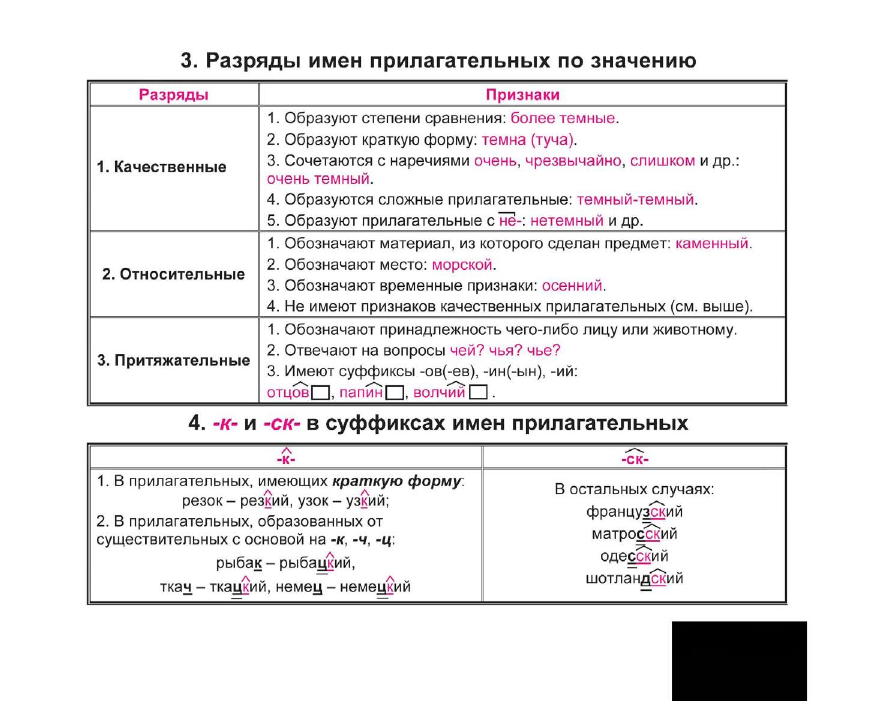 3. Разряды имен прилагательных по значению
Разряды
Признаки
1. Качественные
1. Образуют степени сравнения: более темные.
2. Образуют краткую форму: темна (туча).
3. Сочетаются с наречиями очень, чрезвычайно, слишком и др.:
очень темный.
4. Образуются сложные прилагательные: темный-темный.
5. Образуют прилагательные с не-: нетемный и др.
2. Относительные
1. Обозначают материал, из которого сделан предмет: каменный.
2. Обозначают место: морской.
3. Обозначают временные признаки: осенний.
4. Не имеют признаков качественных прилагательных (см. выше).
3. Притяжательные
1. Обозначают принадлежность чего-либо лицу или животному.
2. Отвечают на вопросы чей? чья? чье?
3. Имеют суффиксы -ов(-ев), -ин(-ын), -ий:
отцов, папин, волчий.
4. -к- и -ск- в суффиксах имен прилагательных
-к-
-ск-
1. В прилагательных, имеющих краткую форму:
резок – резкий, узок – узкий;
2. В прилагательных, образованных от
существительных с основой на -к, -ч, -ц:
рыбак – рыбацкий,
ткач – ткацкий, немец – немецкий
В остальных случаях:
французский
матросский
одесский
шотландский